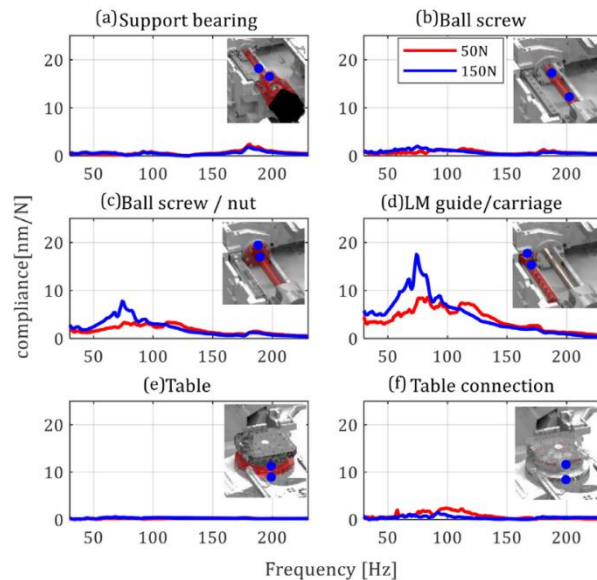 (a)Support bearing
(b)Ball screw
50N
150N
20
10
0
20
10
0
50 100 150 200
50 100 150 200
(c)Ball screw / nut
(d)LM guide/carriage
compliance[nm/N]
20
10
0
20
10
0
50 100 150 200
50 100 150 200
(e)Table
(f) Table connection
20
10
0
20
10
0
50 100 150 200
50 100 150 200
Frequency [Hz]